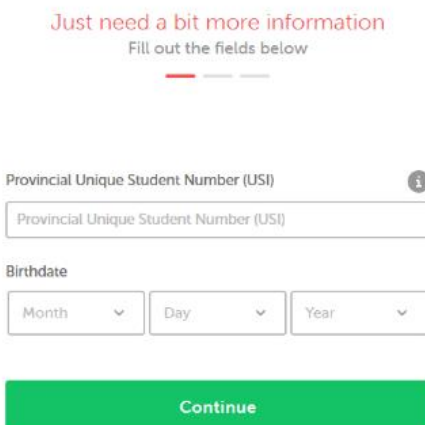 Just need a bit more information
Fill out the fields below
Provincial Unique Student Number (USI)
i
Provincial Unique Student Number (USI)
Birthdate
Month Day Year
Continue